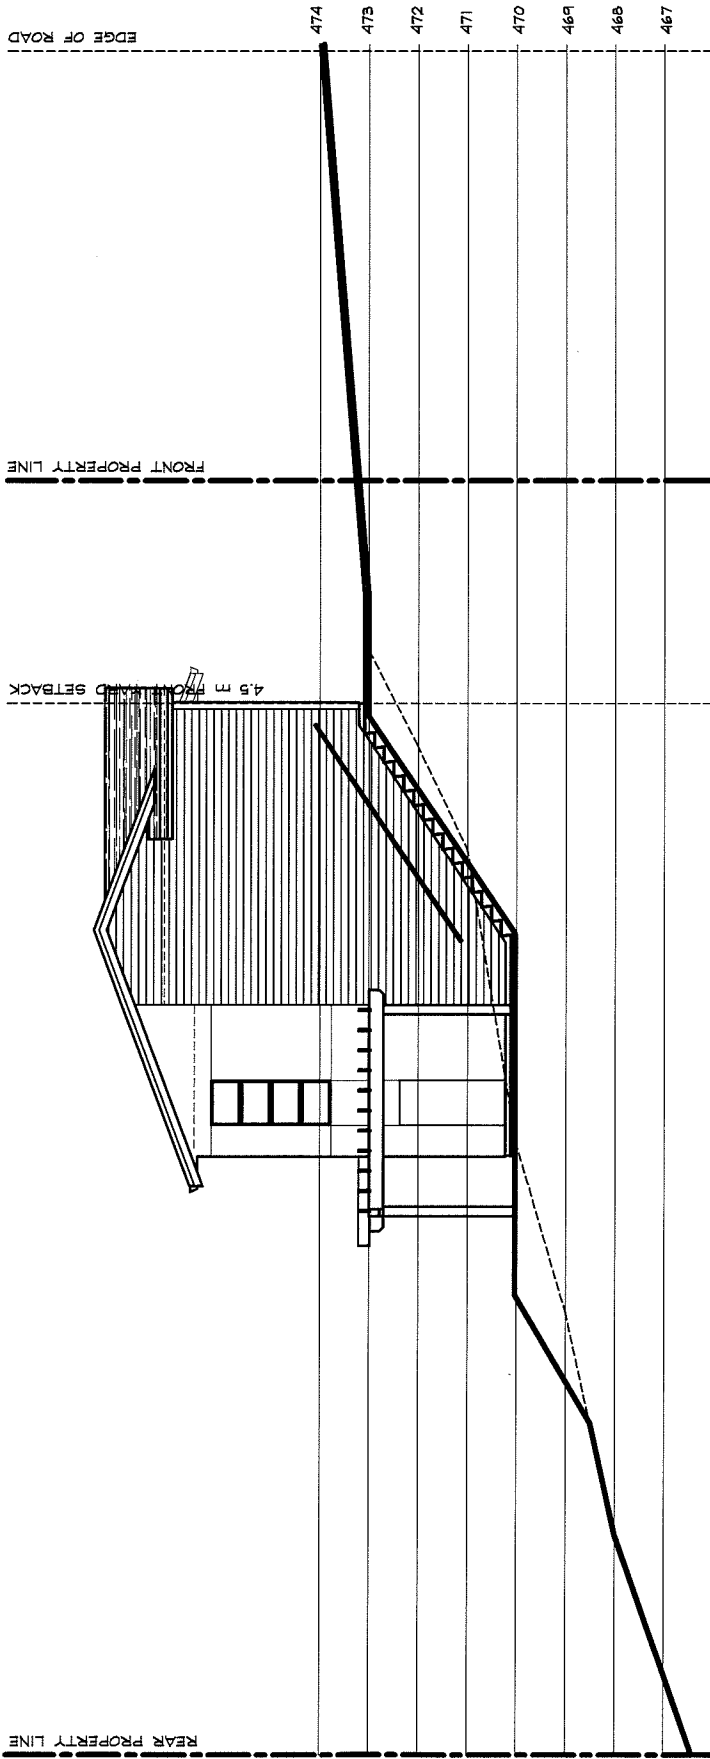 EDGE OF ROAD
474
473
472
471
470
469
468
467
FRONT PROPERTY LINE
4.5 m FRONT YARD SETBACK
REAR PROPERTY LINE